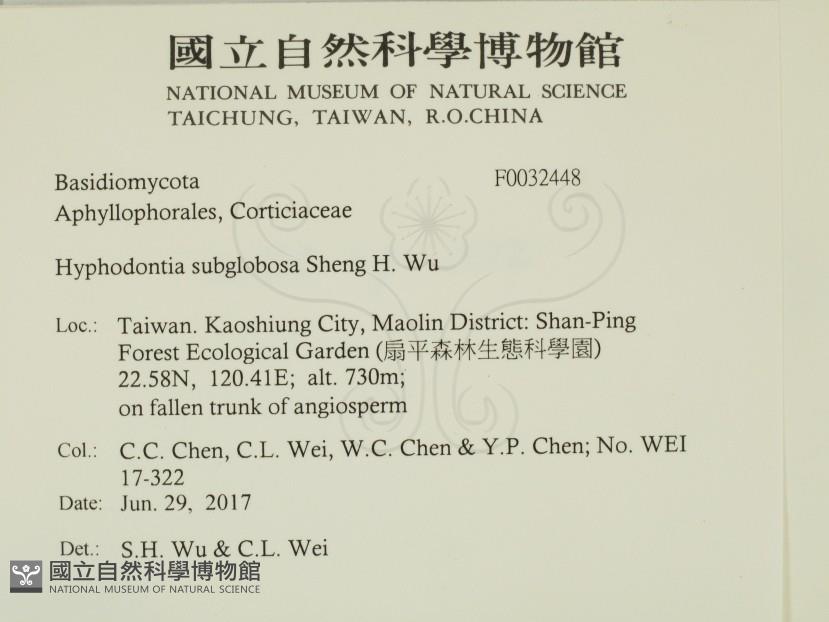 國立自然科學博物館
NATIONAL MUSEUM OF NATURAL SCIENCE
TAICHUNG, TAIWAN, R.O.CHINA
Basidiomycota F0032448
Aphyllophorales, Corticiaceae
Hyphodontia subglobosa Sheng H. Wu
Loc.: Taiwan. Kaoshiung City, Maolin District: Shan-Ping
Forest Ecological Garden (扇平森林生態科學園)
22.58N, 120.41E; alt. 730m;
on fallen trunk of angiosperm
Col.: C.C. Chen, C.L. Wei, W.C. Chen & Y.P. Chen; No. WEI
17-322
Date: Jun. 29, 2017
Det.: S.H. Wu & C.L. Wei
國立自然科學博物館
NATIONAL MUSEUM OF NATURAL SCIENCE